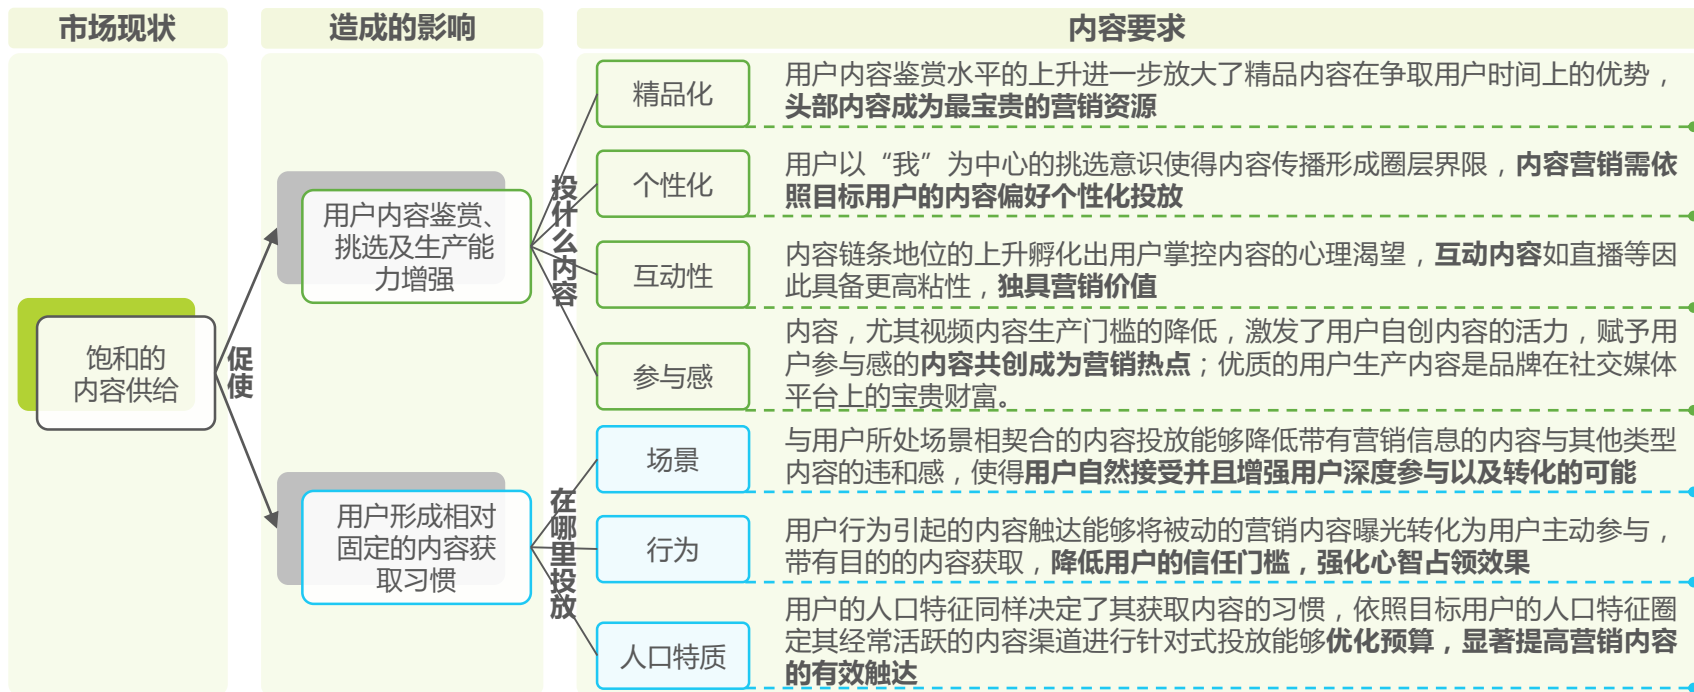 市场现状
造成的影响
内容要求
饱和的
内容供给
促使
用户内容鉴赏、
挑选及生产能
力增强
投什么内容
精品化
用户内容鉴赏水平的上升进一步放大了精品内容在争取用户时间上的优势，
头部内容成为最宝贵的营销资源
个性化
用户以“我”为中心的挑选意识使得内容传播形成圈层界限，内容营销需依
照目标用户的内容偏好个性化投放
互动性
内容链条地位的上升孵化出用户掌控内容的心理渴望，互动内容如直播等因
此具备更高粘性，独具营销价值
参与感
内容，尤其视频内容生产门槛的降低，激发了用户自创内容的活力，赋予用
户参与感的内容共创成为营销热点；优质的用户生产内容是品牌在社交媒体
平台上的宝贵财富。
用户形成相对
固定的内容获
取习惯
在哪里投放
场景
与用户所处场景相契合的内容投放能够降低带有营销信息的内容与其他类型
内容的违和感，使得用户自然接受并且增强用户深度参与以及转化的可能
行为
用户行为引起的内容触达能够将被动的营销内容曝光转化为用户主动参与，
带有目的的内容获取，降低用户的信任门槛，强化心智占领效果
人口特质
用户的人口特征同样决定了其获取内容的习惯，依照目标用户的人口特征圈
定其经常活跃的内容渠道进行针对式投放能够优化预算，显著提高营销内容
的有效触达